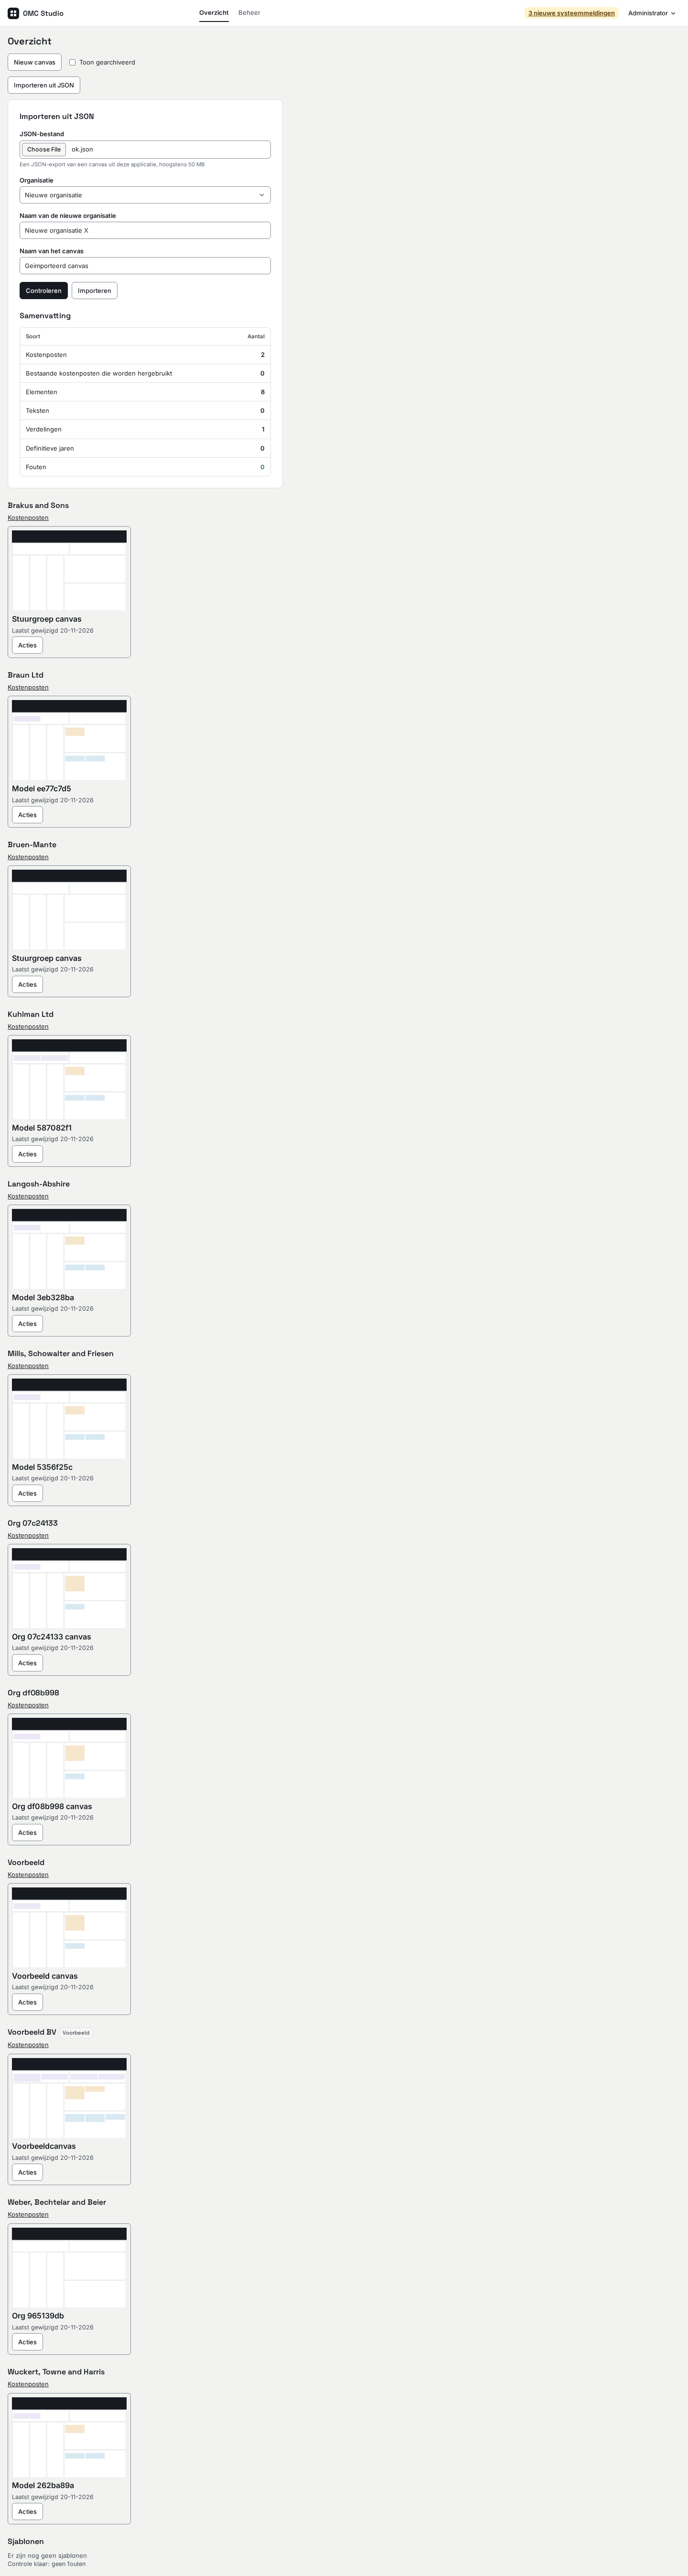 OMC Studio
Overzicht
Beheer
3 nieuwe systeemmeldingen
Administrator
Overzicht
Nieuw canvas
Toon gearchiveerd
Importeren uit JSON
Importeren uit JSON
JSON-bestand
Choose File ok.json
Een JSON-export van een canvas uit deze applicatie, hoogstens 50 MB
Organisatie
Nieuwe organisatie
Naam van de nieuwe organisatie
Nieuwe organisatie X
Naam van het canvas
Geimporteerd canvas
Controleren
Importeren
Samenvatting
Soort Aantal
Kostenposten 2
Bestaande kostenposten die worden hergebruikt 0
Elementen 8
Teksten 0
Verdelingen 1
Definitieve jaren 0
Fouten 0
Brakus and Sons
Kostenposten
Stuurgroep canvas
Laatst gewijzigd 20-11-2026
Acties
Braun Ltd
Kostenposten
Model ee77c7d5
Laatst gewijzigd 20-11-2026
Acties
Bruen-Mante
Kostenposten
Stuurgroep canvas
Laatst gewijzigd 20-11-2026
Acties
Kuhlman Ltd
Kostenposten
Model 587082f1
Laatst gewijzigd 20-11-2026
Acties
Langosh-Abshire
Kostenposten
Model 3eb328ba
Laatst gewijzigd 20-11-2026
Acties
Mills, Schowalter and Friesen
Kostenposten
Model 5356f25c
Laatst gewijzigd 20-11-2026
Acties
Org 07c24133
Kostenposten
Org 07c24133 canvas
Laatst gewijzigd 20-11-2026
Acties
Org df08b998
Kostenposten
Org df08b998 canvas
Laatst gewijzigd 20-11-2026
Acties
Voorbeeld
Kostenposten
Voorbeeld canvas
Laatst gewijzigd 20-11-2026
Acties
Voorbeeld BV Voorbeeld
Kostenposten
Voorbeeldcanvas
Laatst gewijzigd 20-11-2026
Acties
Weber, Bechtelar and Beier
Kostenposten
Org 965139db
Laatst gewijzigd 20-11-2026
Acties
Wuckert, Towne and Harris
Kostenposten
Model 262ba89a
Laatst gewijzigd 20-11-2026
Acties
Sjablonen
Er zijn nog geen sjablonen
Controle klaar: geen fouten